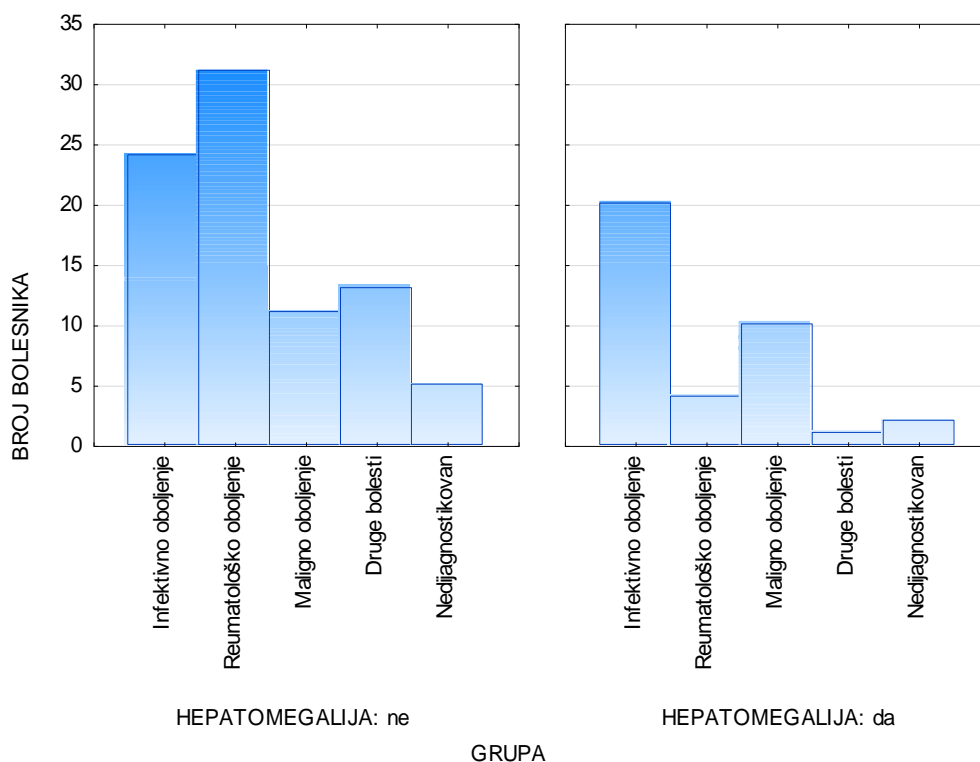 BROJ BOLESNIKA
35
30
25
20
15
10
5
0
Infektivno oboljenje
Reumatološko oboljenje
Maligno oboljenje
Druge bolesti
Nedijagnostikovan
HEPATOMEGALIJA: ne
Infektivno oboljenje
Reumatološko oboljenje
Maligno oboljenje
Druge bolesti
Nedijagnostikovan
HEPATOMEGALIJA: da
GRUPA